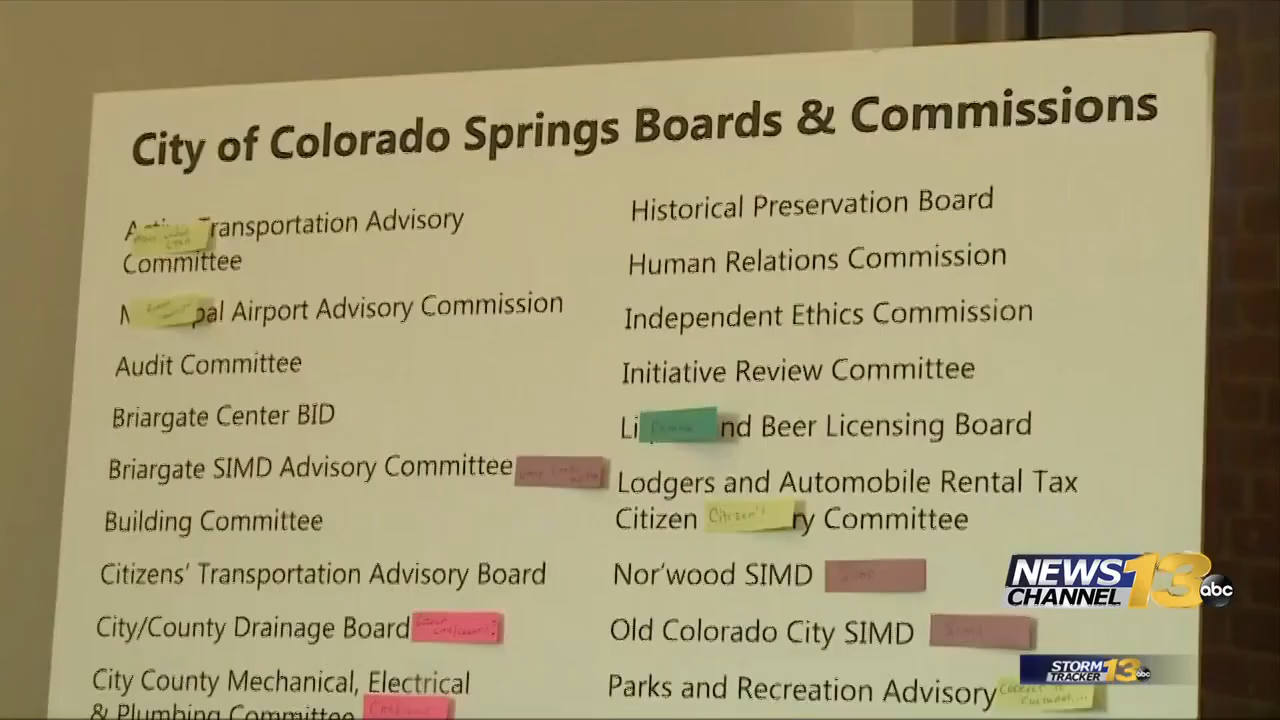 City of Colorado Springs Boards & Commissions
Transportation Advisory
Committee
Airport Advisory Commission
Audit Committee
Briargate Center BID
Briargate SIMD Advisory Committee
Building Committee
Citizens' Transportation Advisory Board
City/County Drainage Board
City County Mechanical, Electrical
& Plumbing Committee
Historical Preservation Board
Human Relations Commission
Independent Ethics Commission
Initiative Review Committee
Beer Licensing Board
Lodgers and Automobile Rental Tax
Citizen Citizen's Committee
Nor'wood SIMD
Old Colorado City SIMD
Parks and Recreation Advisory
NEWS 13
CHANNEL abc
STORM 13
TRACKER abc